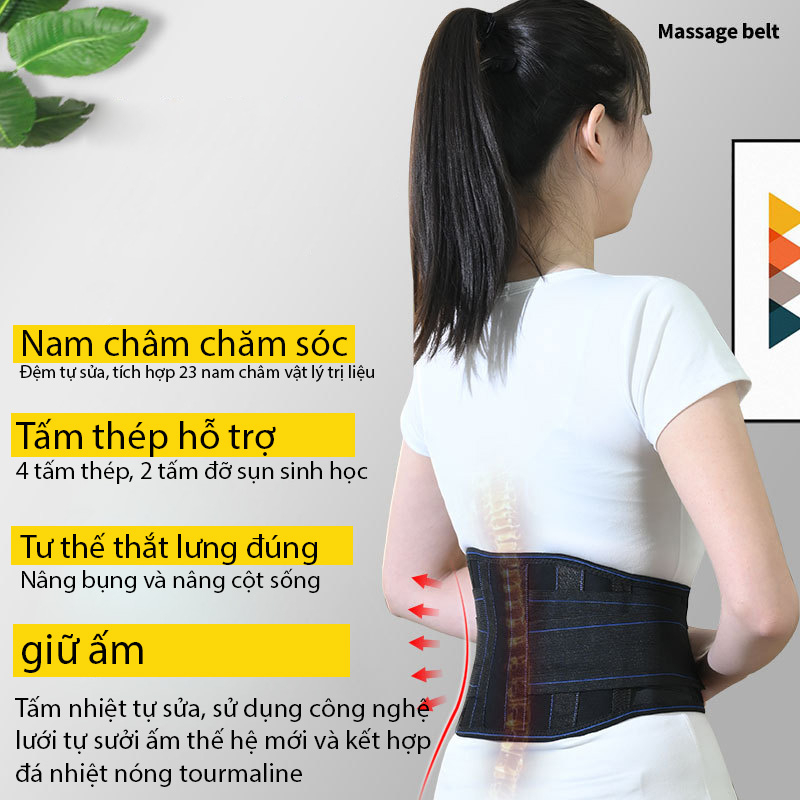 Massage belt
Nam châm chăm sóc
Đệm tự sửa, tích hợp 23 nam châm vật lý trị liệu
Tấm thép hỗ trợ
4 tấm thép, 2 tấm đỡ sụn sinh học
Tư thế thắt lưng đúng
Nâng bụng và nâng cột sống
giữ ấm
Tấm nhiệt tự sửa, sử dụng công nghệ
lưới tự sưởi ấm thế hệ mới và kết hợp
đá nhiệt nóng tourmaline